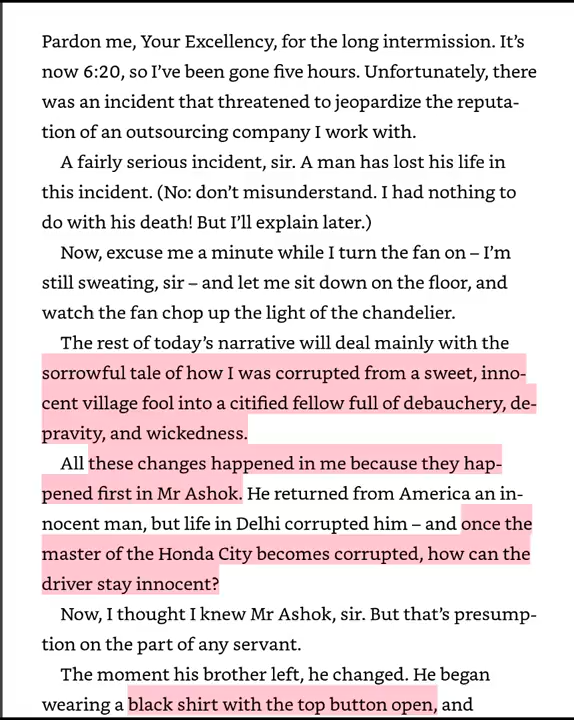 Pardon me, Your Excellency, for the long intermission. It’s
now 6:20, so I’ve been gone five hours. Unfortunately, there
was an incident that threatened to jeopardize the reputa-
tion of an outsourcing company I work with.
A fairly serious incident, sir. A man has lost his life in
this incident. (No: don’t misunderstand. I had nothing to
do with his death! But I’ll explain later.)
Now, excuse me a minute while I turn the fan on – I’m
still sweating, sir – and let me sit down on the floor, and
watch the fan chop up the light of the chandelier.
The rest of today’s narrative will deal mainly with the
sorrowful tale of how I was corrupted from a sweet, inno-
cent village fool into a citified fellow full of debauchery, de-
pravity, and wickedness.
All these changes happened in me because they hap-
pened first in Mr Ashok. He returned from America an in-
nocent man, but life in Delhi corrupted him – and once the
master of the Honda City becomes corrupted, how can the
driver stay innocent?
Now, I thought I knew Mr Ashok, sir. But that’s presump-
tion on the part of any servant.
The moment his brother left, he changed. He began
wearing a black shirt with the top button open, and